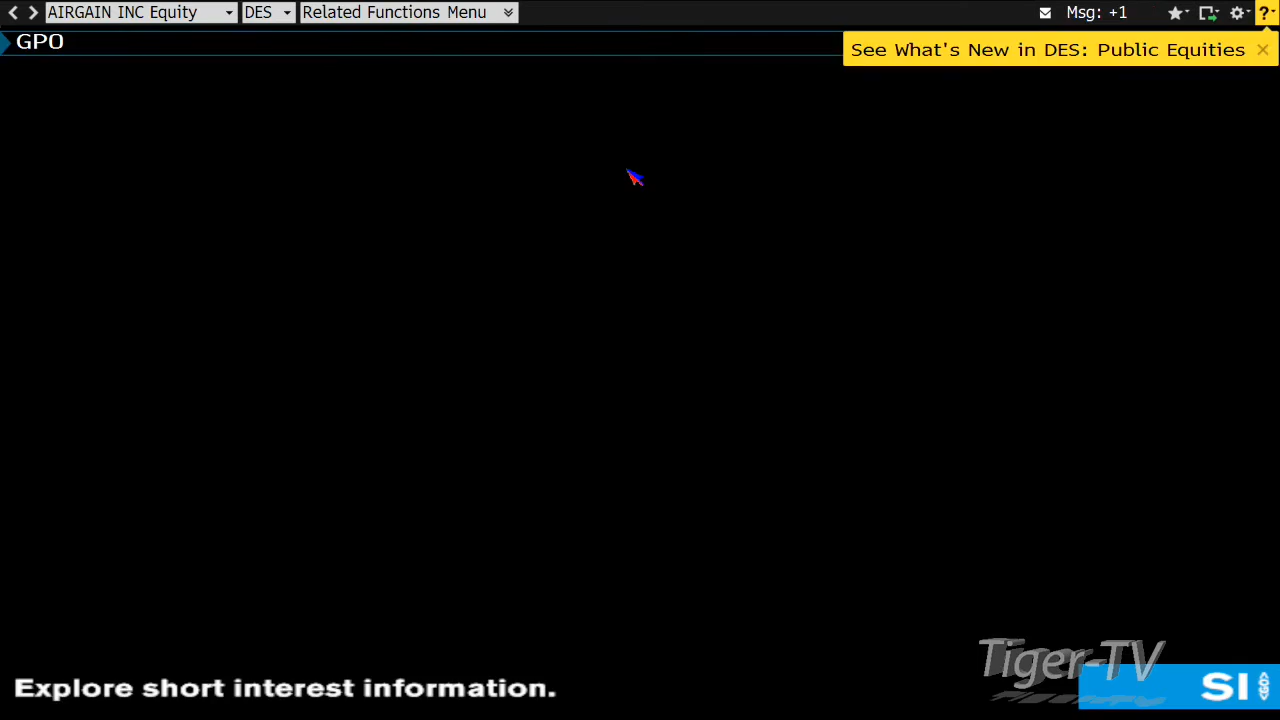 AIRGAIN INC Equity DES Related Functions Menu Msg: +1 ?
GPO
See What's New in DES: Public Equities ×
Tiger-TV
Explore short interest information.
SI